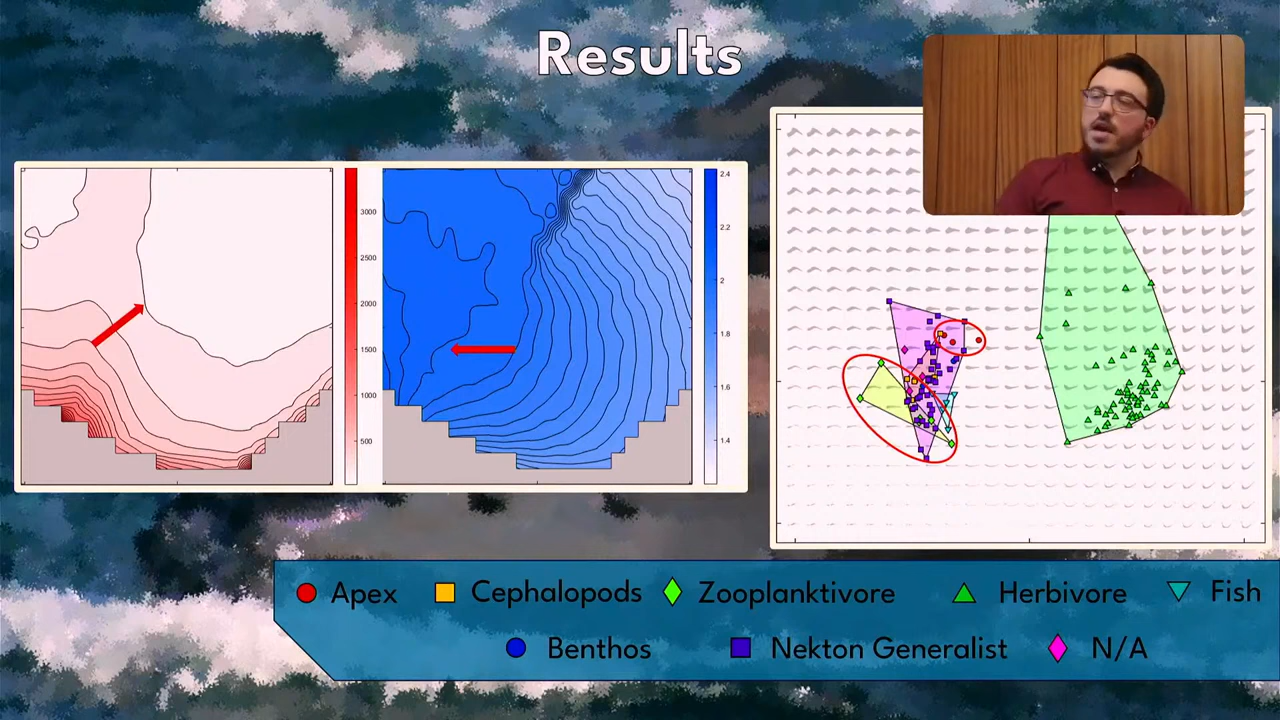 Results
3000
2500
2000
1500
1000
500
2.4
2.2
2
1.8
1.6
1.4
Apex
Cephalopods
Zooplanktivore
Herbivore
Fish
Benthos
Nekton Generalist
N/A